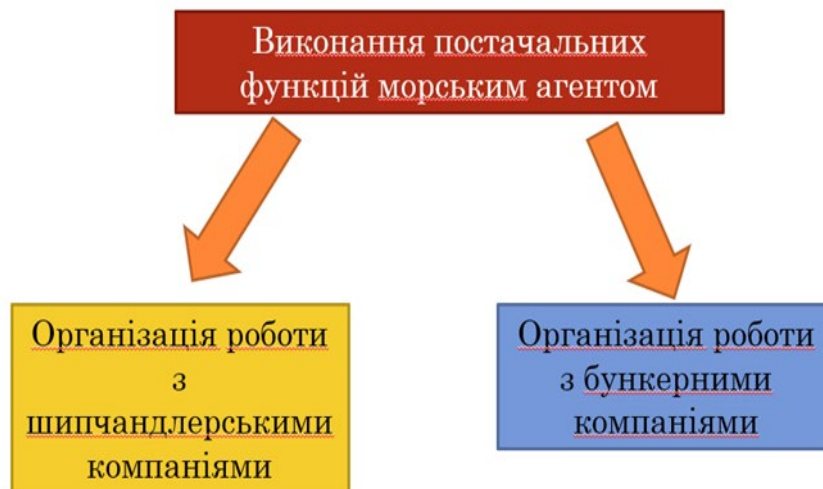 Виконання постачальних
функцій морським агентом
Організація роботи
з
шипчандлерськими
компаніями
Організація роботи
з бункерними
компаніями